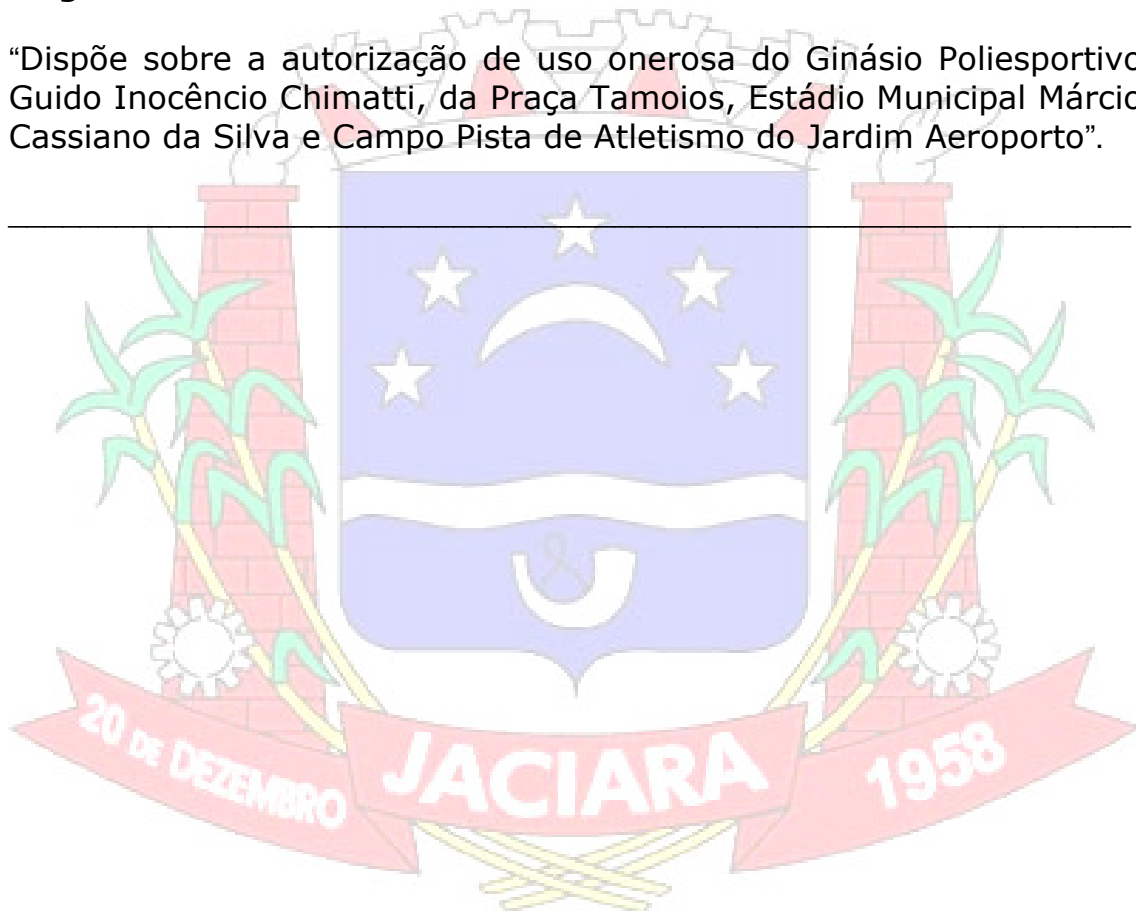 “Dispõe sobre a autorização de uso onerosa do Ginásio Poliesportivo
Guido Inocêncio Chimatti, da Praça Tamoios, Estádio Municipal Márcio
Cassiano da Silva e Campo Pista de Atletismo do Jardim Aeroporto”.
20 DE DEZEMBRO
JACIARA
1958